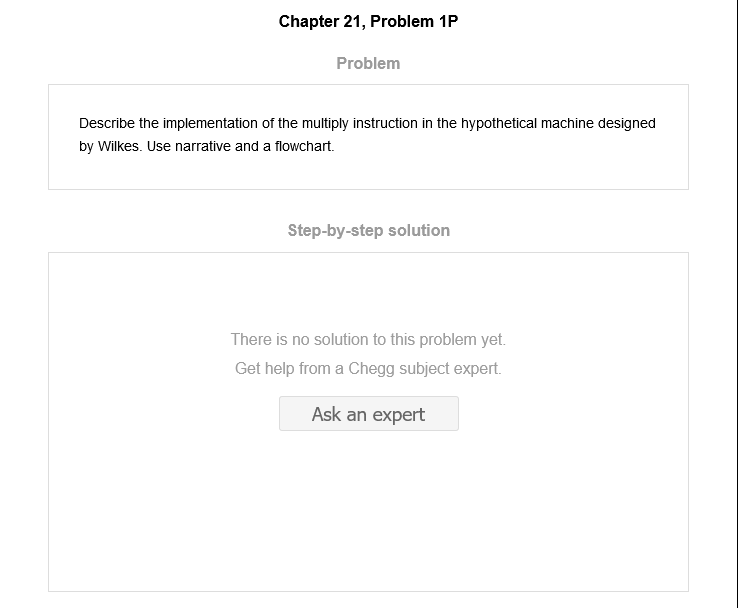 Chapter 21, Problem 1P
Problem
Describe the implementation of the multiply instruction in the hypothetical machine designed
by Wilkes. Use narrative and a flowchart.
Step-by-step solution
There is no solution to this problem yet.
Get help from a Chegg subject expert.
Ask an expert